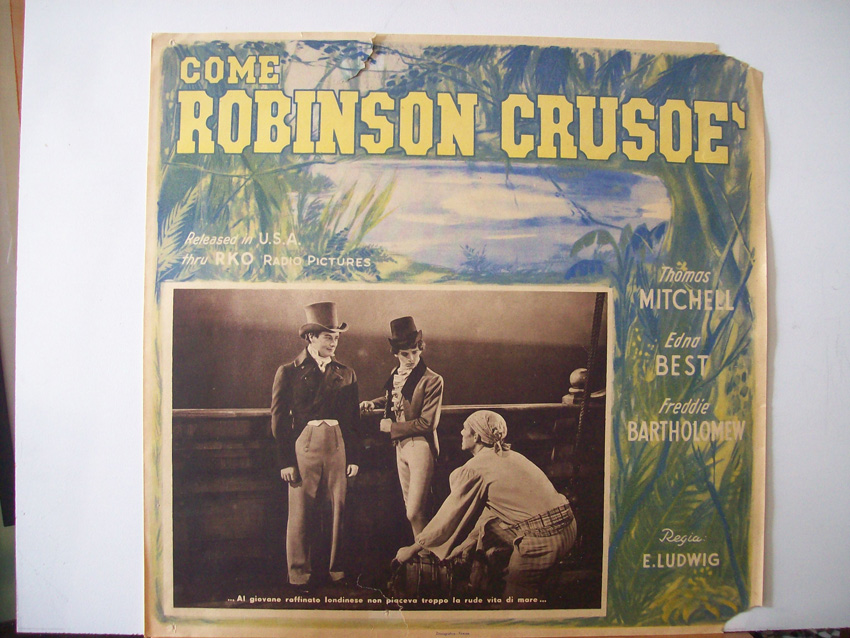 COME
ROBINSON CRUSOE'
Released in U.S.A.
thru RKO RADIO PICTURES
Thomas
MITCHELL
Edna
BEST
Freddie
BARTHOLOMEW
Regia:
E. LUDWIG
...Al giovane raffinato londinese non piaceva troppo la rude vita di mare...